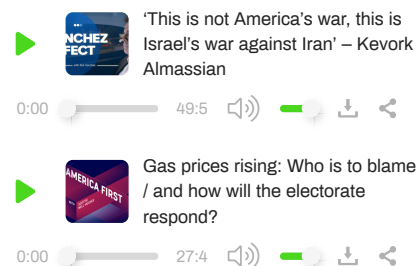 NCHEZ
FECT
‘This is not America’s war, this is
Israel’s war against Iran’ – Kevork
Almassian
0:00
49:5
AMERICA FIRST
Gas prices rising: Who is to blame
/ and how will the electorate
respond?
0:00
27:4